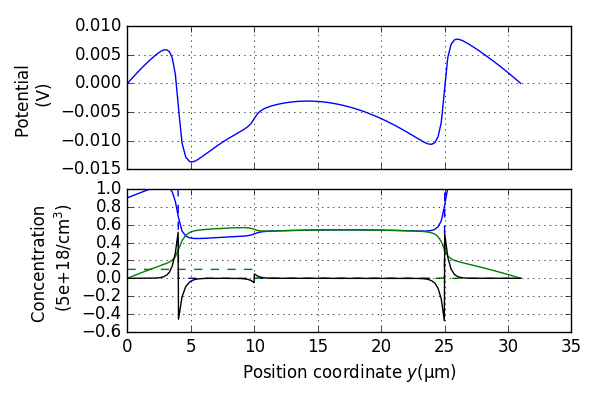 0.010
0.005
0.000
−0.005
−0.010
−0.015
Potential
(V)
1.0
0.8
0.6
0.4
0.2
0.0
−0.2
−0.4
−0.6
Concentration
(5e+18/cm³)
0 5 10 15 20 25 30 35
Position coordinate y(µm)